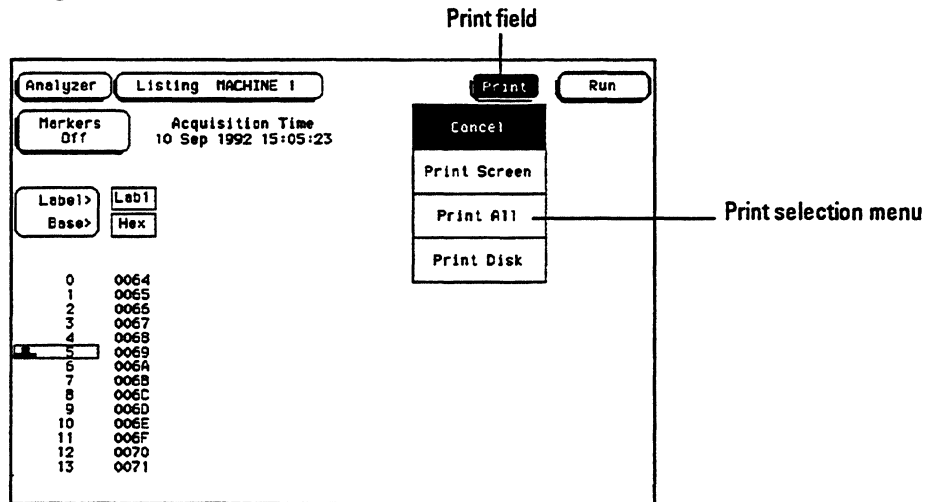 Print field
Analyzer Listing MACHINE 1 Print Run
Markers Off Acquisition Time
10 Sep 1992 15:05:23
Cancel
Print Screen
Print All
Print Disk
Print selection menu
Label> Lab1
Base> Hex
0 0064
1 0065
2 0066
3 0067
4 0068
5 0069
6 006A
7 006B
8 006C
9 006D
10 006E
11 006F
12 0070
13 0071